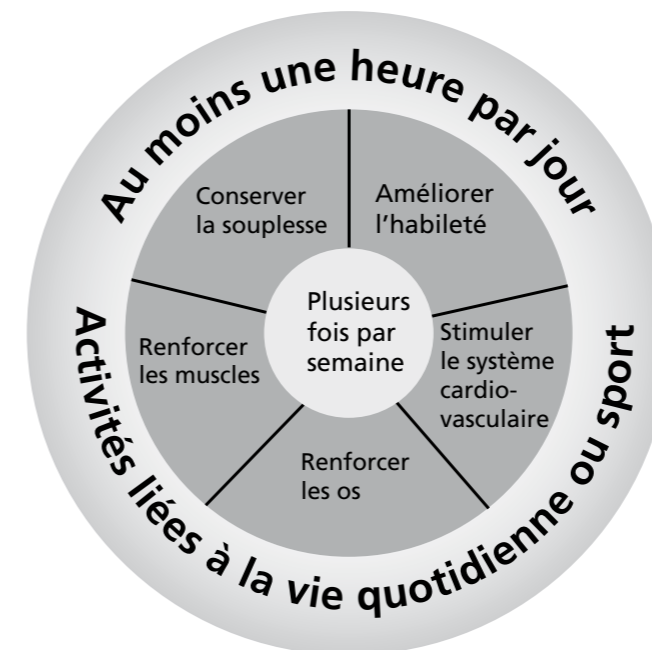 Au moins une heure par jour
Conserver
la souplesse
Améliorer
l'habileté
Plusieurs
fois par
semaine
Renforcer
les muscles
Stimuler
le système
cardio-
vasculaire
Renforcer
les os
Activités liées à la vie quotidienne ou sport